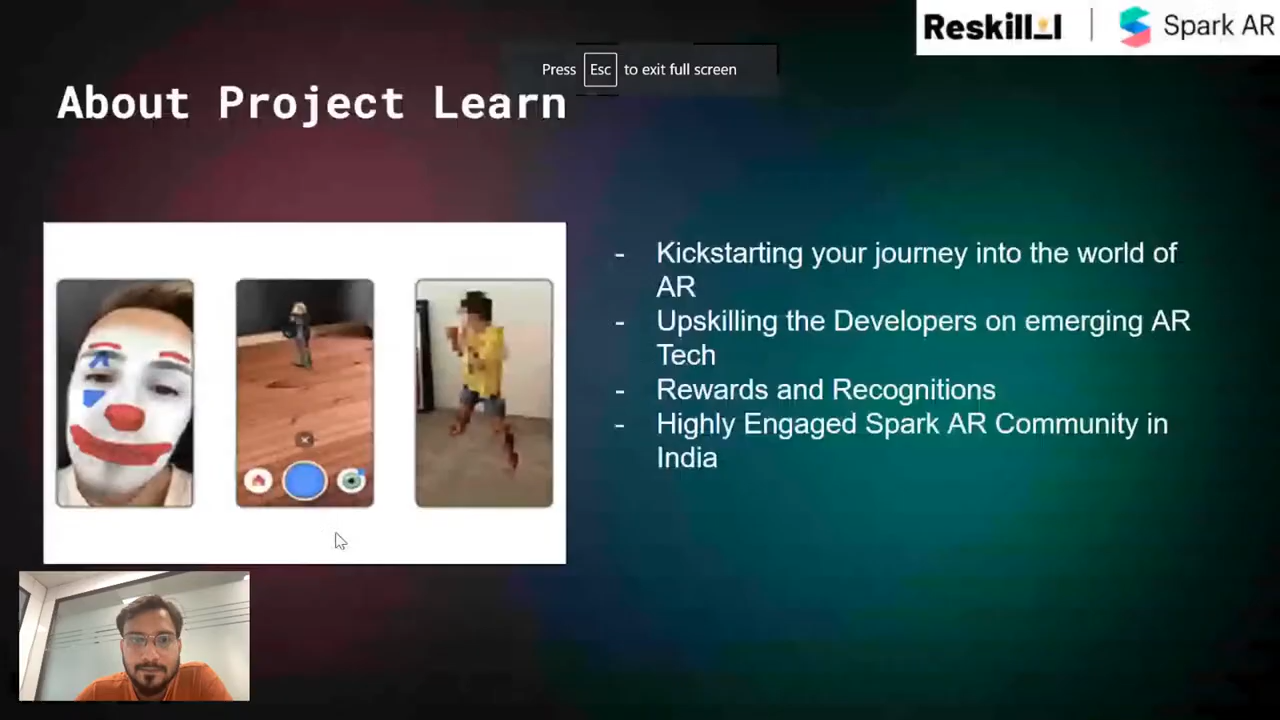 Reskill
Spark AR
Press Esc to exit full screen
About Project Learn
- Kickstarting your journey into the world of
AR
- Upskilling the Developers on emerging AR
Tech
- Rewards and Recognitions
- Highly Engaged Spark AR Community in
India